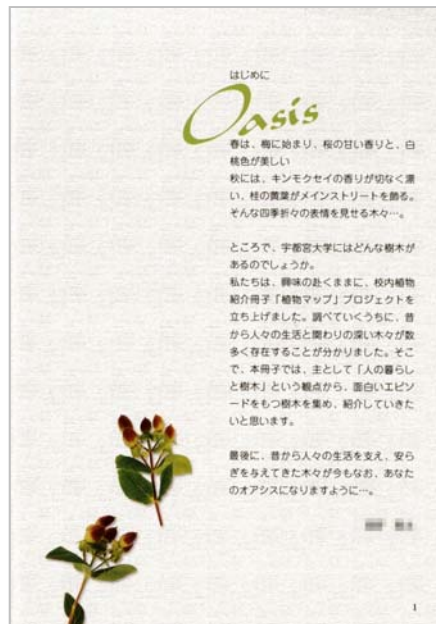 はじめに
Oasis
春は、梅に始まり、桜の甘い香りと、白
桃色が美しい
秋には、キンモクセイの香りが切なく漂
い、桂の黄葉がメインストリートを飾る。
そんな四季折々の表情を見せる木々…。
ところで、宇都宮大学にはどんな樹木が
あるのでしょうか。
私たちは、興味の赴くままに、校内植物
紹介冊子「植物マップ」プロジェクトを
立ち上げました。調べていくうちに、昔
から人々の生活と関わりの深い木々が数
多く存在することが分かりました。そこ
で、本冊子では、主として「人の暮らし
と樹木」という観点から、面白いエピソ
ードをもつ樹木を集め、紹介していきた
いと思います。
最後に、昔から人々の生活を支え、安ら
ぎを与えてきた木々が今もなお、あなた
のオアシスになりますように…。
1